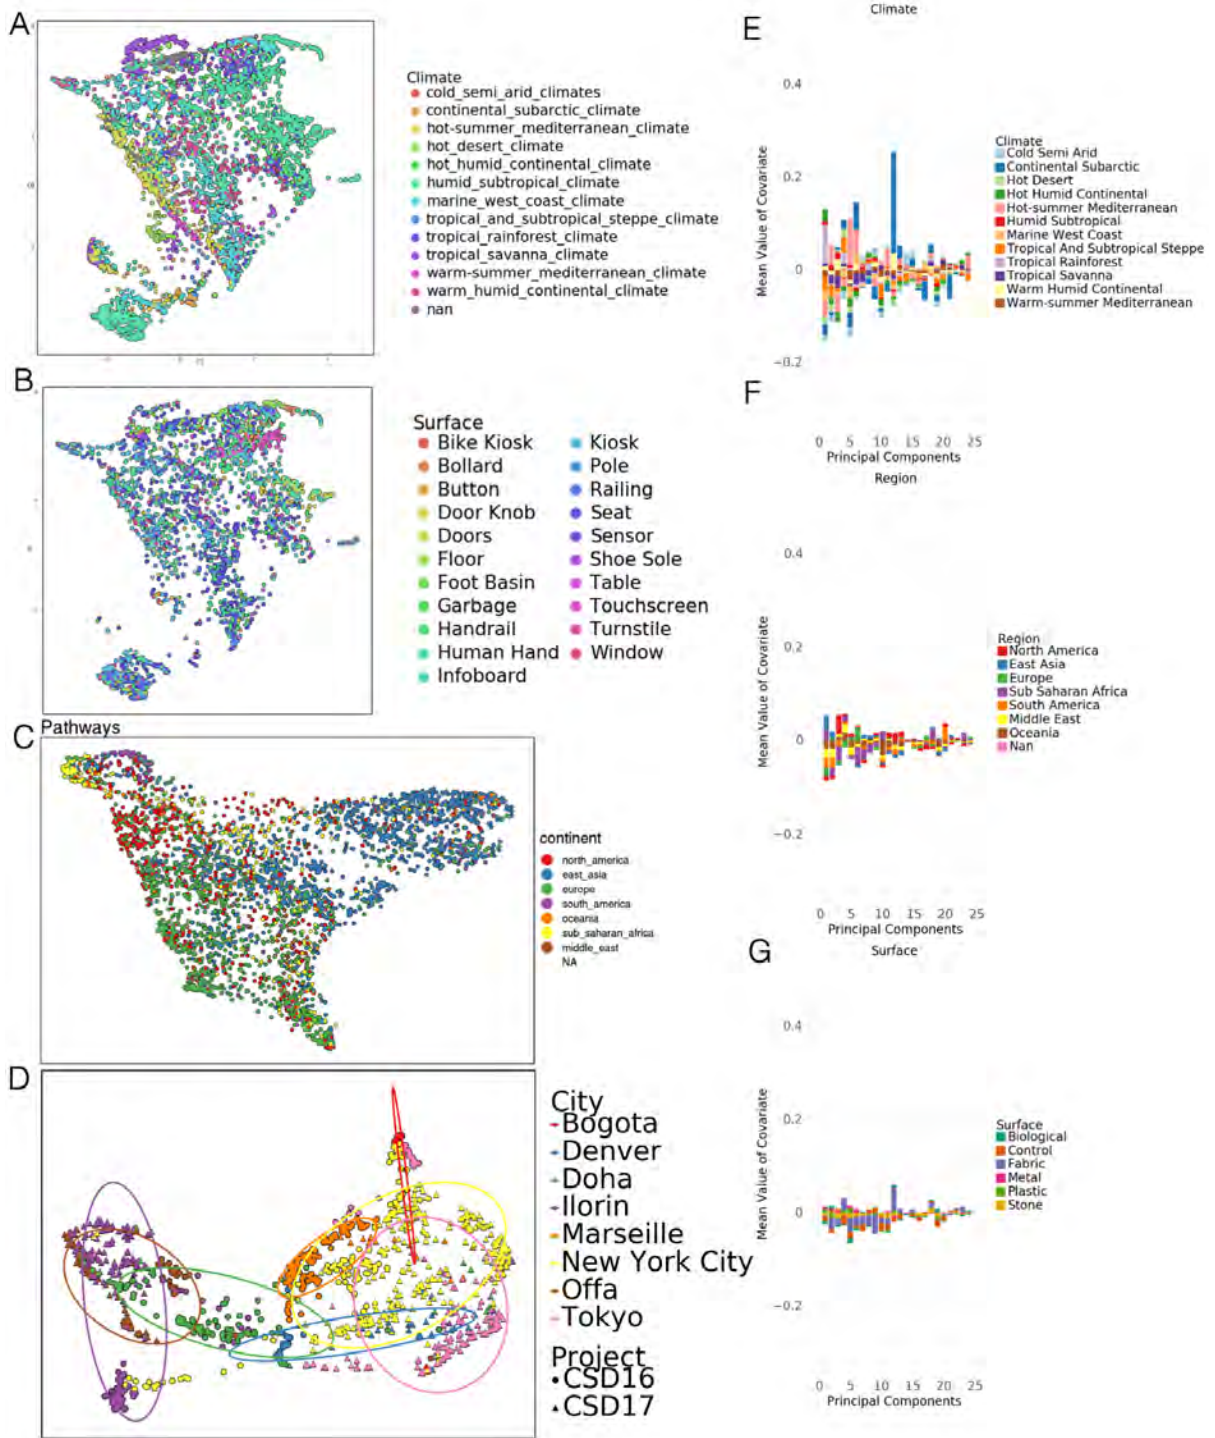 A
Climate
cold_semi_arid_climates
continental_subarctic_climate
hot-summer_mediterranean_climate
hot_desert_climate
hot_humid_continental_climate
humid_subtropical_climate
marine_west_coast_climate
tropical_and_subtropical_steppe_climate
tropical_rainforest_climate
tropical_savanna_climate
warm-summer_mediterranean_climate
warm_humid_continental_climate
nan
B
Surface
Bike Kiosk
Bollard
Button
Door Knob
Doors
Floor
Foot Basin
Garbage
Handrail
Human Hand
Infoboard
Kiosk
Pole
Railing
Seat
Sensor
Shoe Sole
Table
Touchscreen
Turnstile
Window
C
Pathways
continent
north_america
east_asia
europe
south_america
oceania
sub_saharan_africa
middle_east
NA
D
City
Bogota
Denver
Doha
Ilorin
Marseille
New York City
Offa
Tokyo
Project
CSD16
CSD17
E
Climate
0.4
0.2
0
−0.2
Mean Value of Covariate
Climate
Cold Semi Arid
Continental Subarctic
Hot Desert
Hot Humid Continental
Hot-summer Mediterranean
Humid Subtropical
Marine West Coast
Tropical And Subtropical Steppe
Tropical Rainforest
Tropical Savanna
Warm Humid Continental
Warm-summer Mediterranean
0 5 10 15 20 25
Principal Components
F
Region
0.4
0.2
0
−0.2
Mean Value of Covariate
Region
North America
East Asia
Europe
Sub Saharan Africa
South America
Middle East
Oceania
Nan
0 5 10 15 20 25
Principal Components
G
Surface
0.4
0.2
0
−0.2
Mean Value of Covariate
Surface
Biological
Control
Fabric
Metal
Plastic
Stone
0 5 10 15 20 25
Principal Components